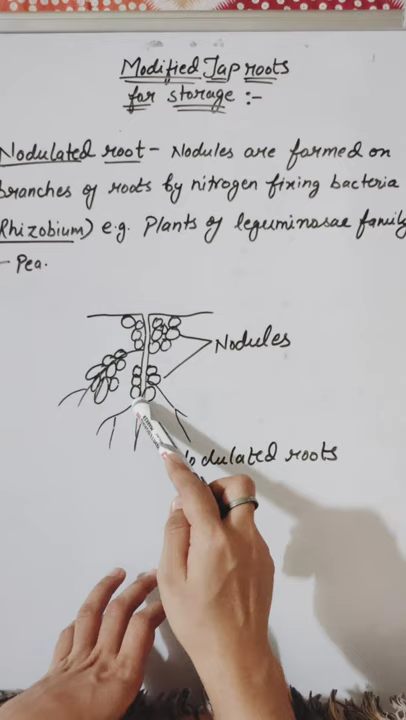 Modified Tap roots
for storage :-
Nodulated root - Nodules are formed on
branches of roots by nitrogen fixing bacteria
Rhizobium) e.g. Plants of leguminosae family
- Pea.
Nodules
roots